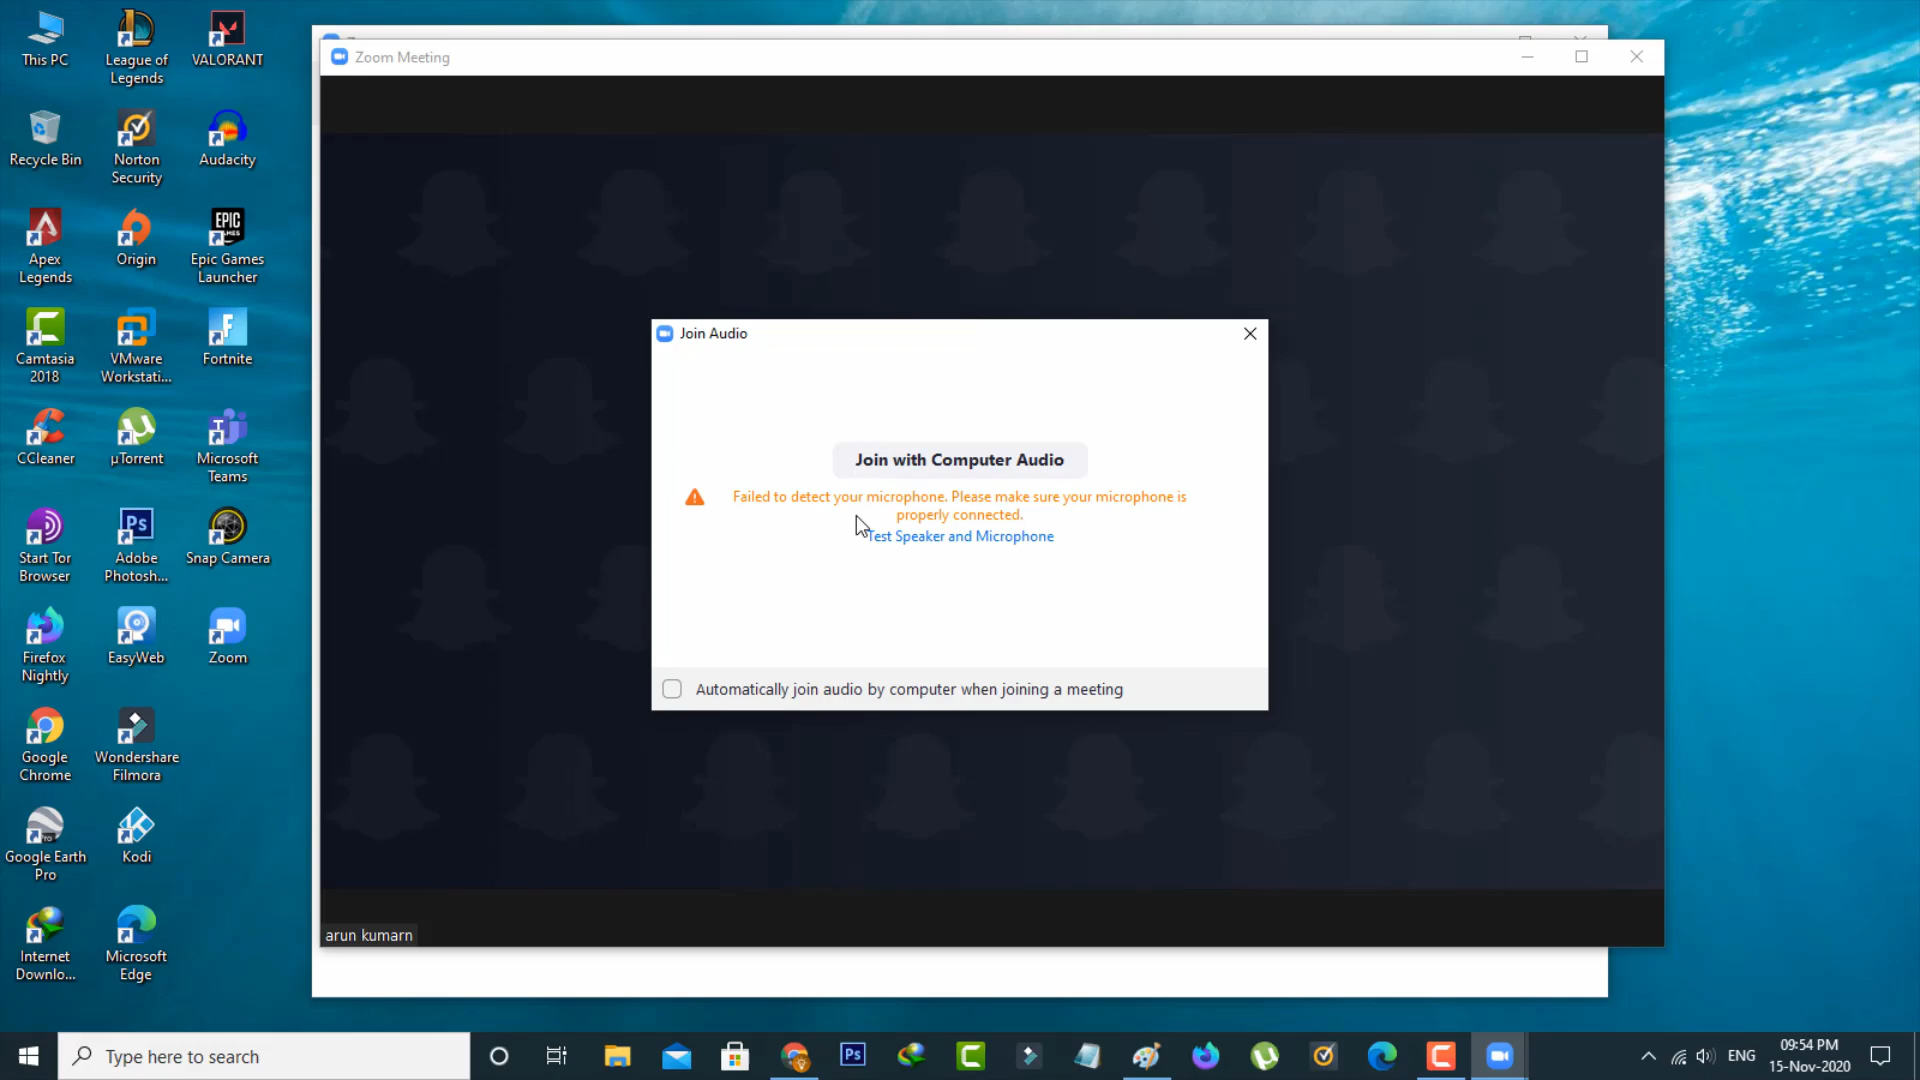 This PC
League of
Legends
VALORANT
Recycle Bin
Norton
Security
Audacity
Apex
Legends
Origin
EPIC
GAMES
Epic Games
Launcher
Camtasia
2018
VMware
Workstati...
F
Fortnite
CCleaner
µTorrent
T
Microsoft
Teams
Start Tor
Browser
Ps
Adobe
Photosh...
Snap Camera
Firefox
Nightly
EasyWeb
Zoom
Google
Chrome
Wondershare
Filmora
PRO
Google Earth
Pro
Kodi
Internet
Downlo...
Microsoft
Edge
Zoom Meeting
Join Audio
Join with Computer Audio
Failed to detect your microphone. Please make sure your microphone is
properly connected.
Test Speaker and Microphone
Automatically join audio by computer when joining a meeting
arun kumarn
Type here to search
Ps
ENG
09:54 PM
15-Nov-2020